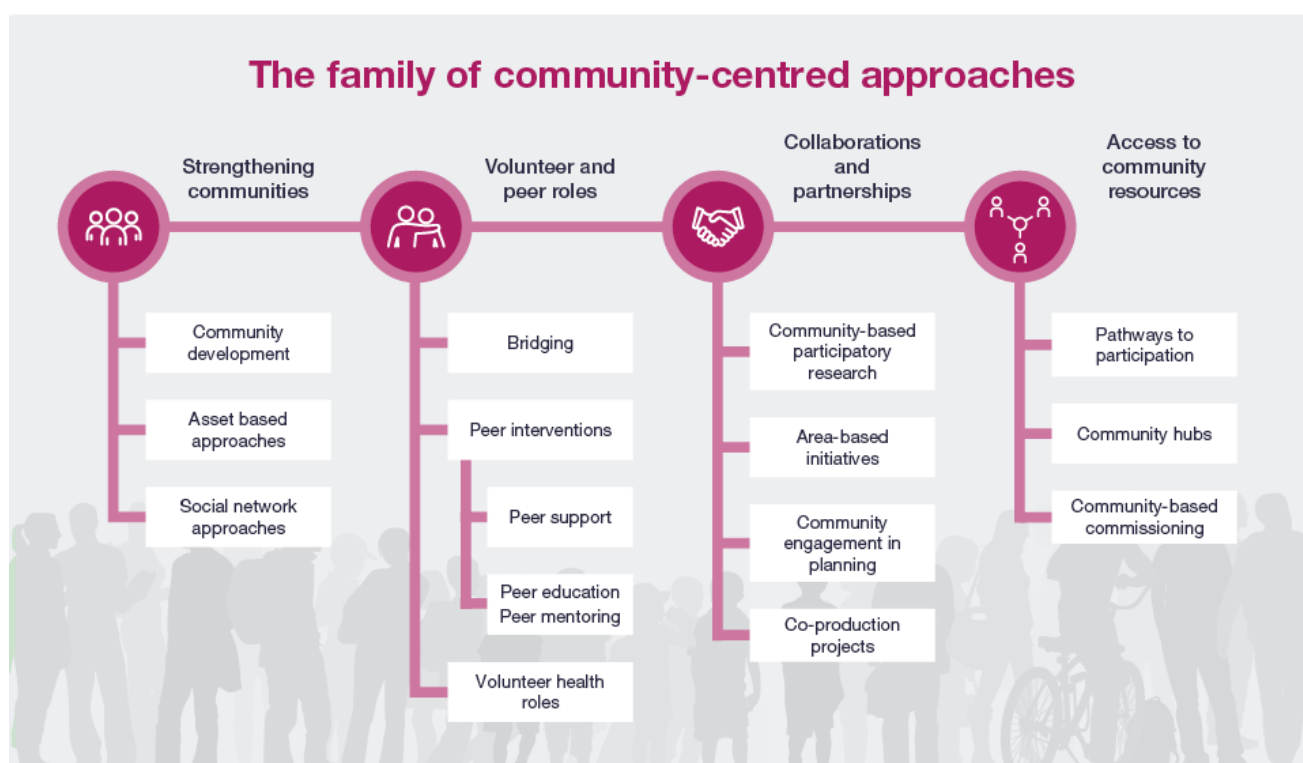 The family of community-centred approaches
Strengthening
communities
Community
development
Asset based
approaches
Social network
approaches
Volunteer and
peer roles
Bridging
Peer interventions
Peer support
Peer education
Peer mentoring
Volunteer health
roles
Collaborations
and
partnerships
Community-based
participatory
research
Area-based
initiatives
Community
engagement in
planning
Co-production
projects
Access to
community
resources
Pathways to
participation
Community hubs
Community-based
commissioning